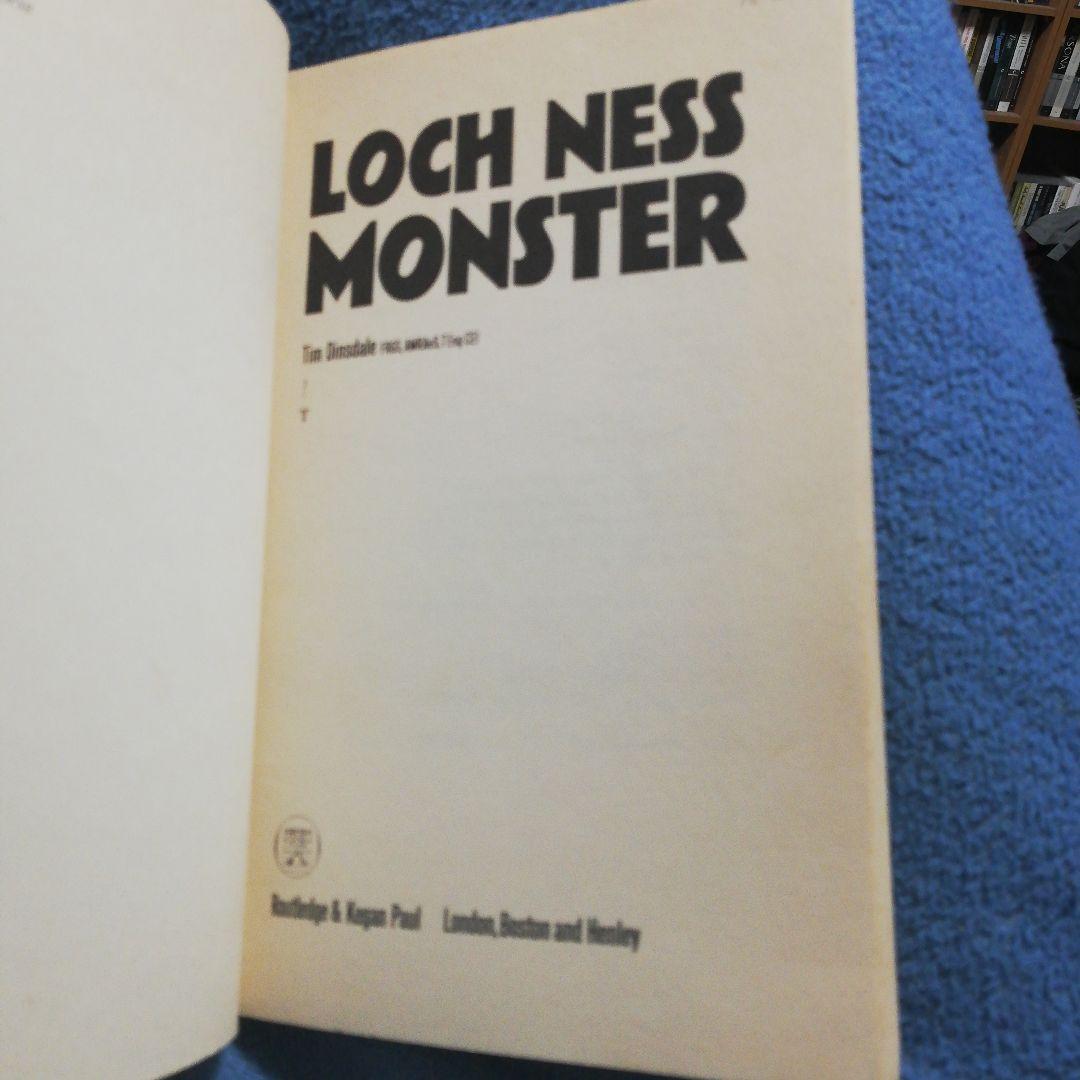 LOCH NESS
MONSTER
Tim Dinsdale
Routledge & Kegan Paul London, Boston and Henley